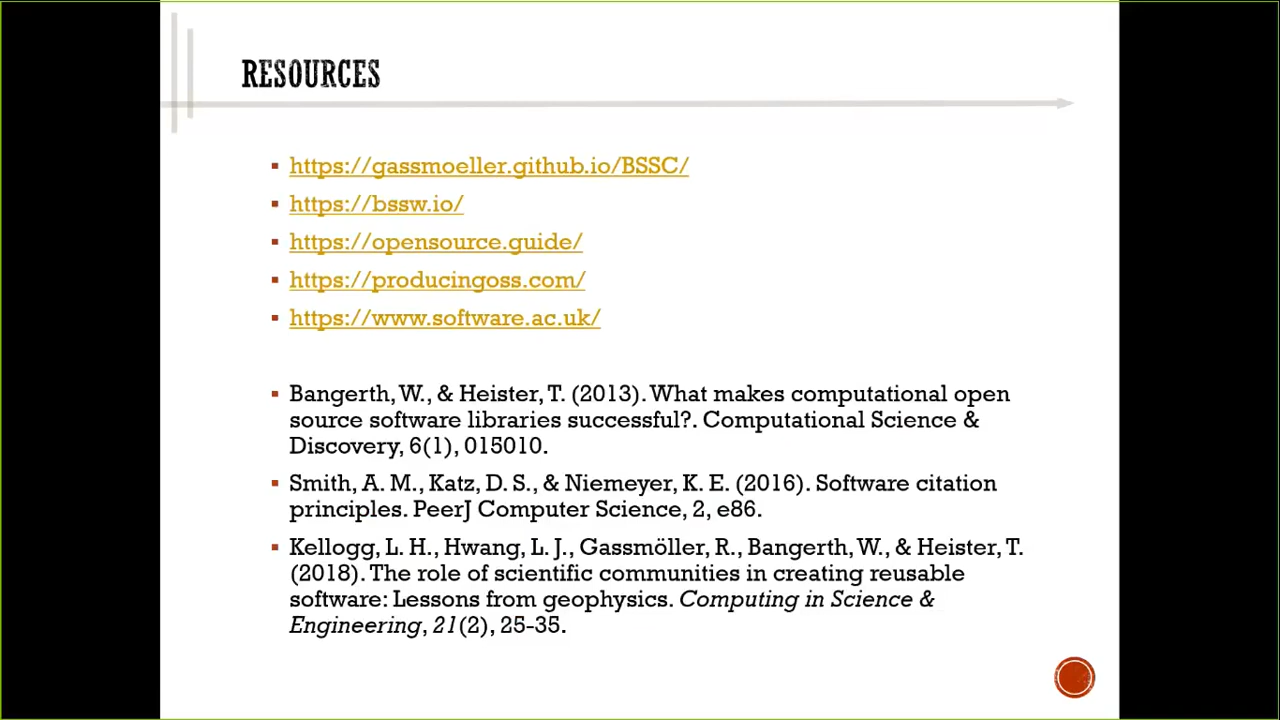 RESOURCES
https://gassmoeller.github.io/BSSC/
https://bssw.io/
https://opensource.guide/
https://producingoss.com/
https://www.software.ac.uk/
Bangerth, W., & Heister, T. (2013). What makes computational open
source software libraries successful?. Computational Science &
Discovery, 6(1), 015010.
Smith, A. M., Katz, D. S., & Niemeyer, K. E. (2016). Software citation
principles. PeerJ Computer Science, 2, e86.
Kellogg, L. H., Hwang, L. J., Gassmöller, R., Bangerth, W., & Heister, T.
(2018). The role of scientific communities in creating reusable
software: Lessons from geophysics. Computing in Science &
Engineering, 21(2), 25-35.